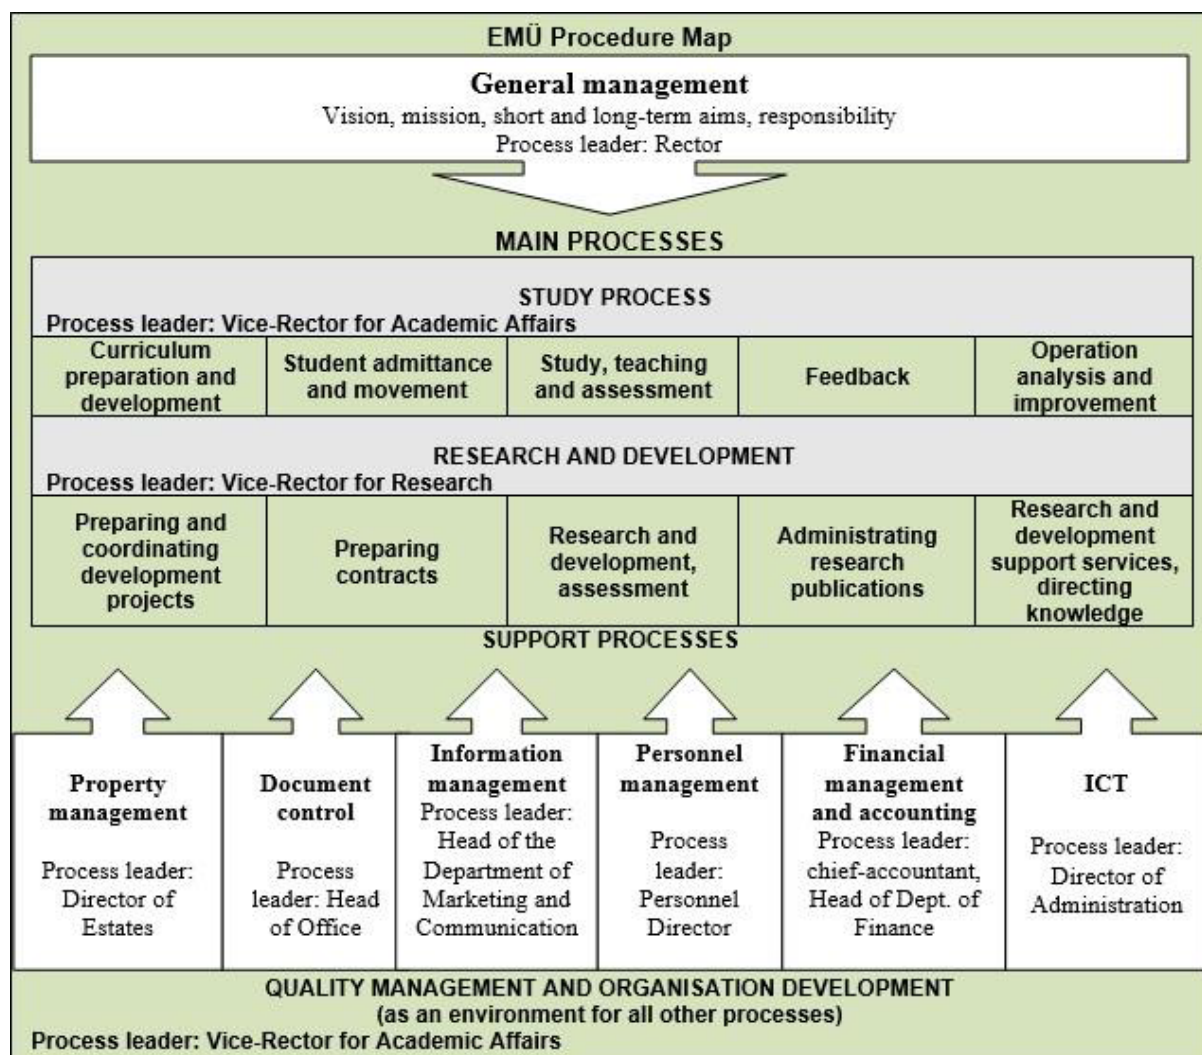 EMÜ Procedure Map
General management
Vision, mission, short and long-term aims, responsibility
Process leader: Rector
MAIN PROCESSES
STUDY PROCESS
Process leader: Vice-Rector for Academic Affairs
Curriculum
preparation and
development
Student admittance
and movement
Study, teaching
and assessment
Feedback
Operation
analysis and
improvement
RESEARCH AND DEVELOPMENT
Process leader: Vice-Rector for Research
Preparing and
coordinating
development
projects
Preparing
contracts
Research and
development,
assessment
Administrating
research
publications
Research and
development
support services,
directing
knowledge
SUPPORT PROCESSES
Property
management
Process leader:
Director of
Estates
Document
control
Process
leader: Head
of Office
Information
management
Process leader:
Head of the
Department of
Marketing and
Communication
Personnel
management
Process
leader:
Personnel
Director
Financial
management
and accounting
Process leader:
chief-accountant,
Head of Dept. of
Finance
ICT
Process leader:
Director of
Administration
QUALITY MANAGEMENT AND ORGANISATION DEVELOPMENT
(as an environment for all other processes)
Process leader: Vice-Rector for Academic Affairs